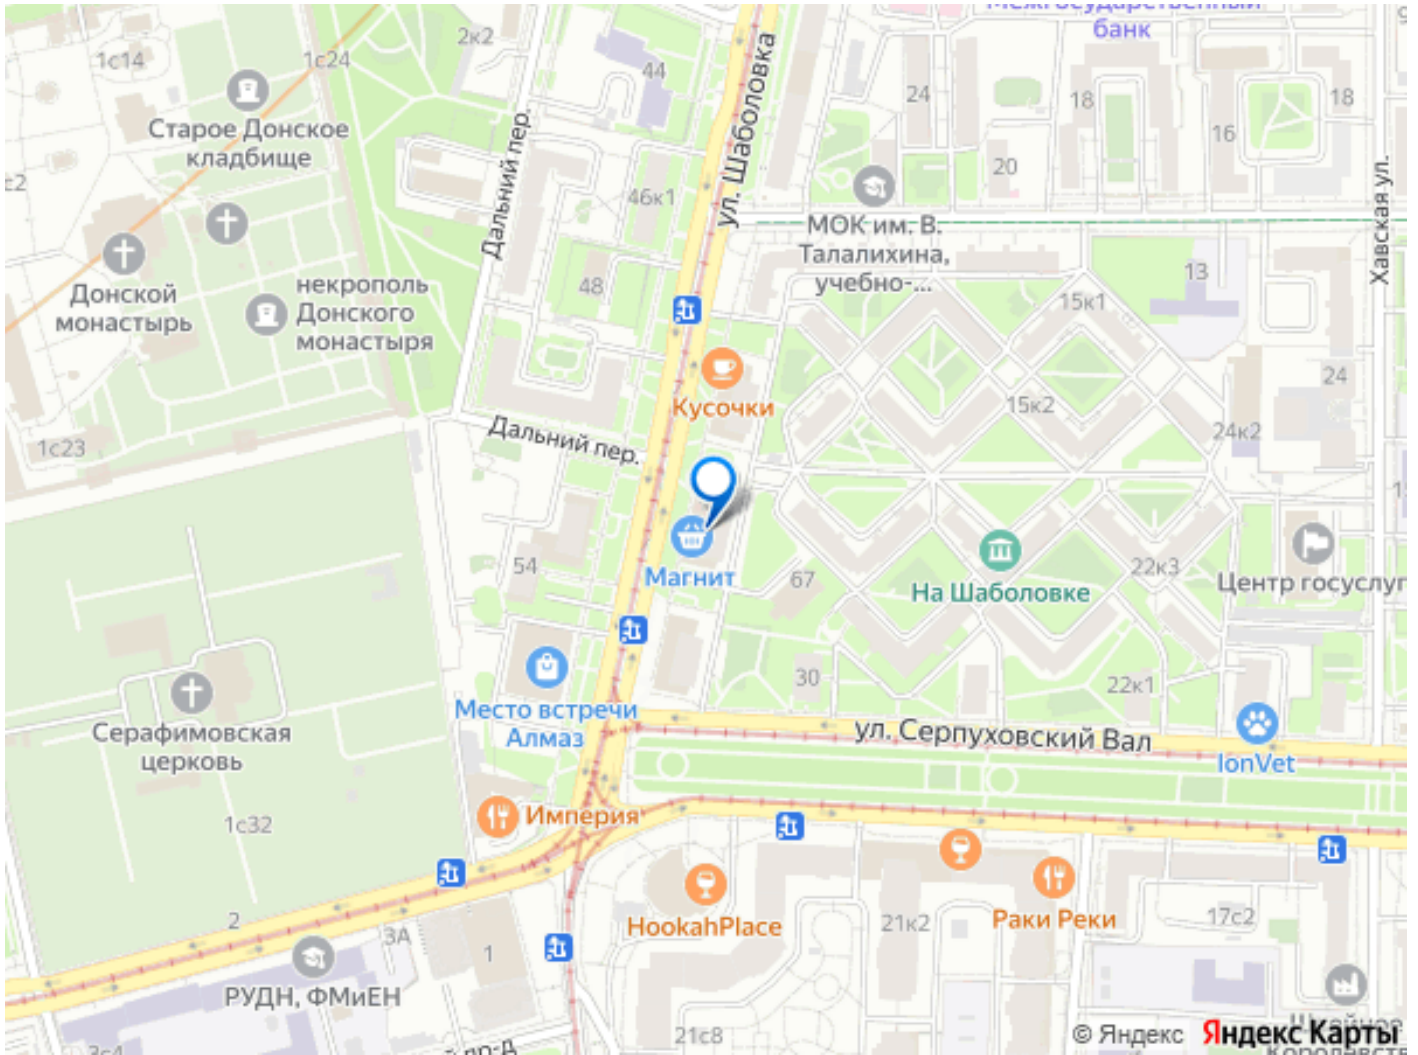 Межгосударственный
банк
2к2
1с14
1с24
44
ул. Шаболовка
24
18
18
16
Старое Донское
кладбище
Дальний пер.
20
с2
46к1
МОК им. В.
Талалихина,
учебно-...
Хавская ул.
Донской
монастырь
некрополь
Донского
монастыря
48
13
15к1
Кусочки
15к2
24
24к2
1с23
Дальний пер.
54
Магнит
67
На Шаболовке
22к3
Центр госуслуг
30
22к1
Место встречи
Алмаз
Серафимовская
церковь
ул. Серпуховский Вал
IonVet
Империя
1с32
HookahPlace
Раки Реки
21к2
17с2
2
3А
1
РУДН, ФМиЕН
21с8
3с4
© Яндекс
Яндекс Карты